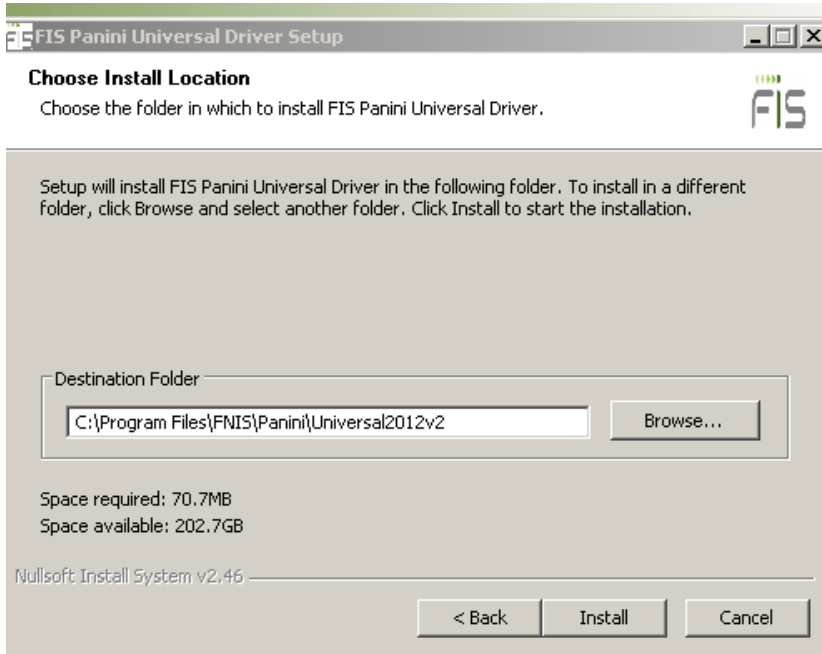 FIS Panini Universal Driver Setup
Choose Install Location
Choose the folder in which to install FIS Panini Universal Driver.
FIS
Setup will install FIS Panini Universal Driver in the following folder. To install in a different
folder, click Browse and select another folder. Click Install to start the installation.
Destination Folder
C:\Program Files\FNIS\Panini\Universal2012v2
Browse...
Space required: 70.7MB
Space available: 202.7GB
Nullsoft Install System v2.46
< Back
Install
Cancel